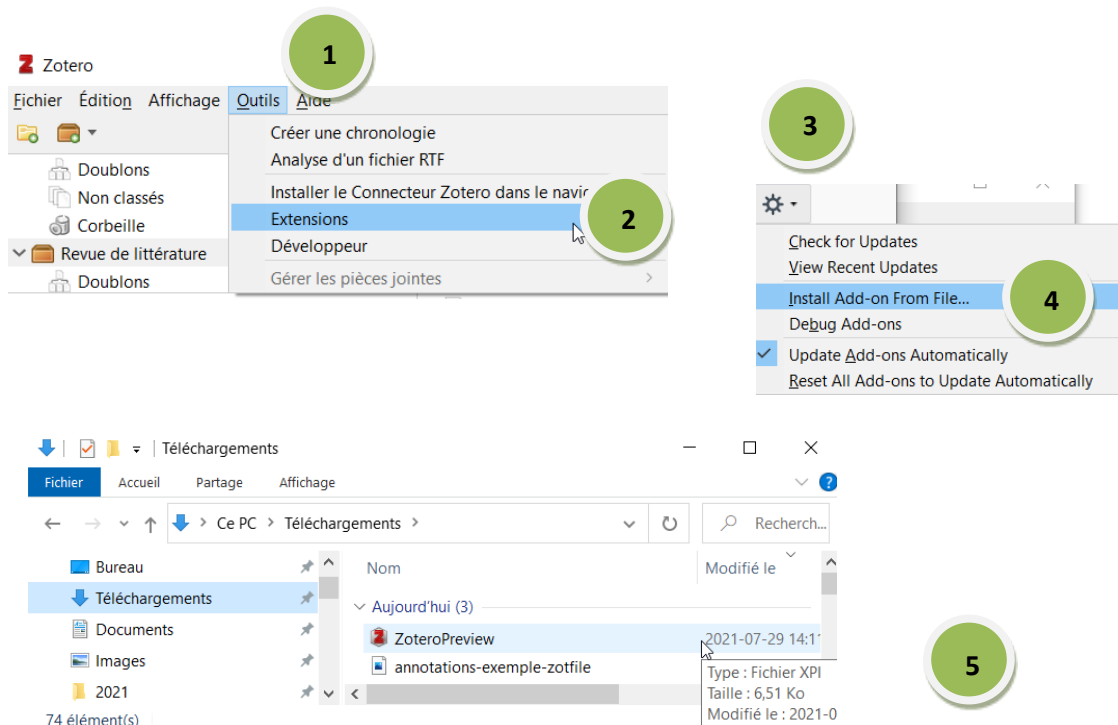 1
Zotero
Fichier Édition Affichage Outils Aide
Créer une chronologie
Analyse d'un fichier RTF
Installer le Connecteur Zotero dans le navig
Extensions
Développeur
Gérer les pièces jointes
Doublons
Non classés
Corbeille
Revue de littérature
Doublons
2
3
Check for Updates
View Recent Updates
Install Add-on From File...
Debug Add-ons
Update Add-ons Automatically
Reset All Add-ons to Update Automatically
4
Téléchargements
Fichier Accueil Partage Affichage
Ce PC > Téléchargements >
Recherch...
Bureau
Téléchargements
Documents
Images
2021
74 élément(s)
Nom Modifié le
Aujourd'hui (3)
ZoteroPreview 2021-07-29 14:11
annotations-exemple-zotfile
Type : Fichier XPI
Taille : 6,51 Ko
Modifié le : 2021-0
5